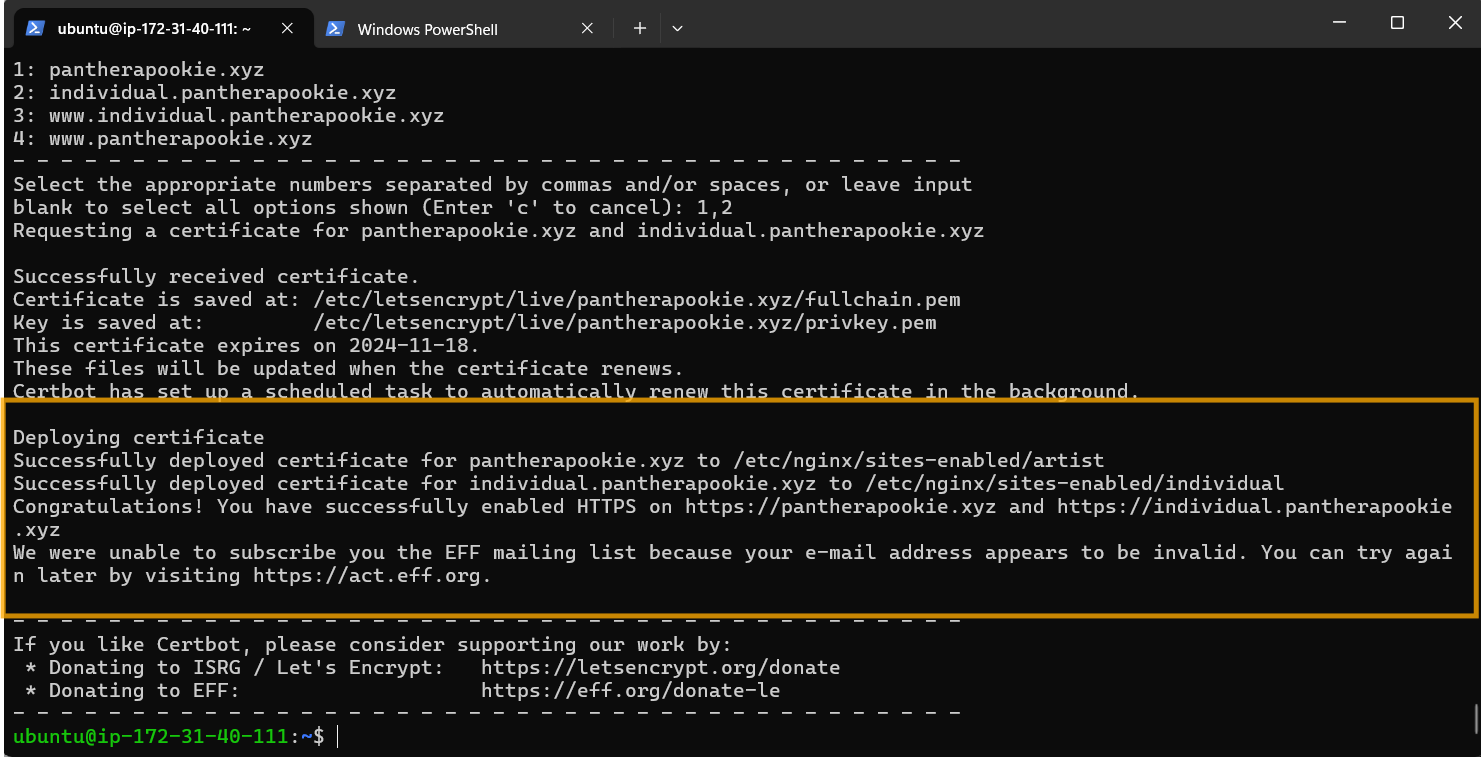 ubuntu@ip-172-31-40-111: ~
Windows PowerShell
1: pantherapookie.xyz
2: individual.pantherapookie.xyz
3: www.individual.pantherapookie.xyz
4: www.pantherapookie.xyz
- - - - - - - - - - - - - - - - - - - - - - - - - - - - - - - - - - - - - - - -
Select the appropriate numbers separated by commas and/or spaces, or leave input
blank to select all options shown (Enter 'c' to cancel): 1,2
Requesting a certificate for pantherapookie.xyz and individual.pantherapookie.xyz
Successfully received certificate.
Certificate is saved at: /etc/letsencrypt/live/pantherapookie.xyz/fullchain.pem
Key is saved at:         /etc/letsencrypt/live/pantherapookie.xyz/privkey.pem
This certificate expires on 2024-11-18.
These files will be updated when the certificate renews.
Certbot has set up a scheduled task to automatically renew this certificate in the background.
Deploying certificate
Successfully deployed certificate for pantherapookie.xyz to /etc/nginx/sites-enabled/artist
Successfully deployed certificate for individual.pantherapookie.xyz to /etc/nginx/sites-enabled/individual
Congratulations! You have successfully enabled HTTPS on https://pantherapookie.xyz and https://individual.pantherapookie
.xyz
We were unable to subscribe you the EFF mailing list because your e-mail address appears to be invalid. You can try agai
n later by visiting https://act.eff.org.
- - - - - - - - - - - - - - - - - - - - - - - - - - - - - - - - - - - - - - - -
If you like Certbot, please consider supporting our work by:
 * Donating to ISRG / Let's Encrypt:   https://letsencrypt.org/donate
 * Donating to EFF:                    https://eff.org/donate-le
- - - - - - - - - - - - - - - - - - - - - - - - - - - - - - - - - - - - - - - -
ubuntu@ip-172-31-40-111:~$